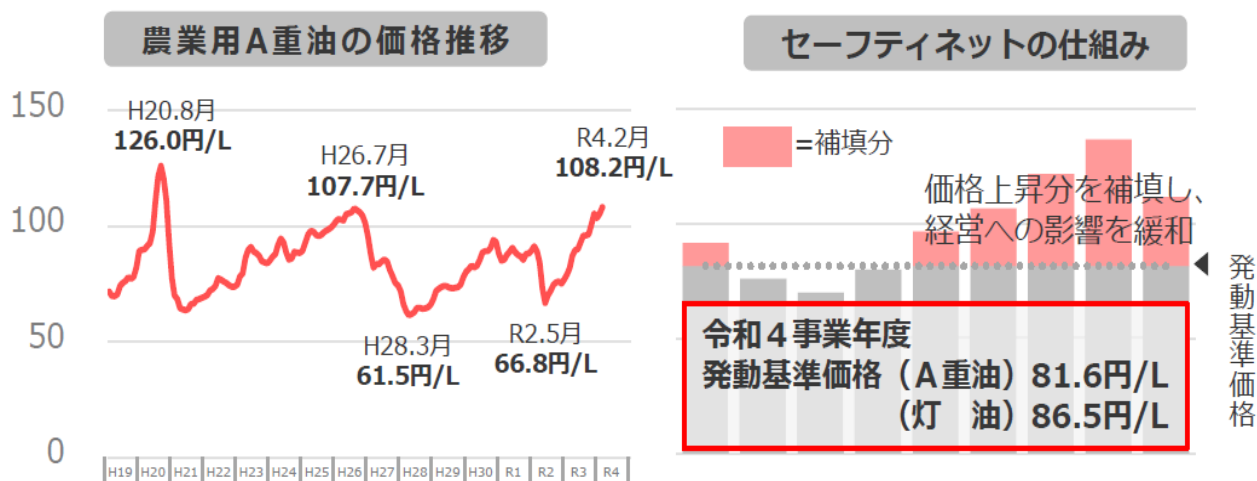 農業用A重油の価格推移
150
100
50
0
H20.8月
126.0円/L
H26.7月
107.7円/L
R4.2月
108.2円/L
H28.3月
61.5円/L
R2.5月
66.8円/L
H19 H20 H21 H22 H23 H24 H25 H26 H27 H28 H29 H30 R1 R2 R3 R4
セーフティネットの仕組み
=補填分
価格上昇分を補填し、
経営への影響を緩和
発動基準価格
令和４事業年度
発動基準価格（Ａ重油）81.6円/L
（灯　油）86.5円/L